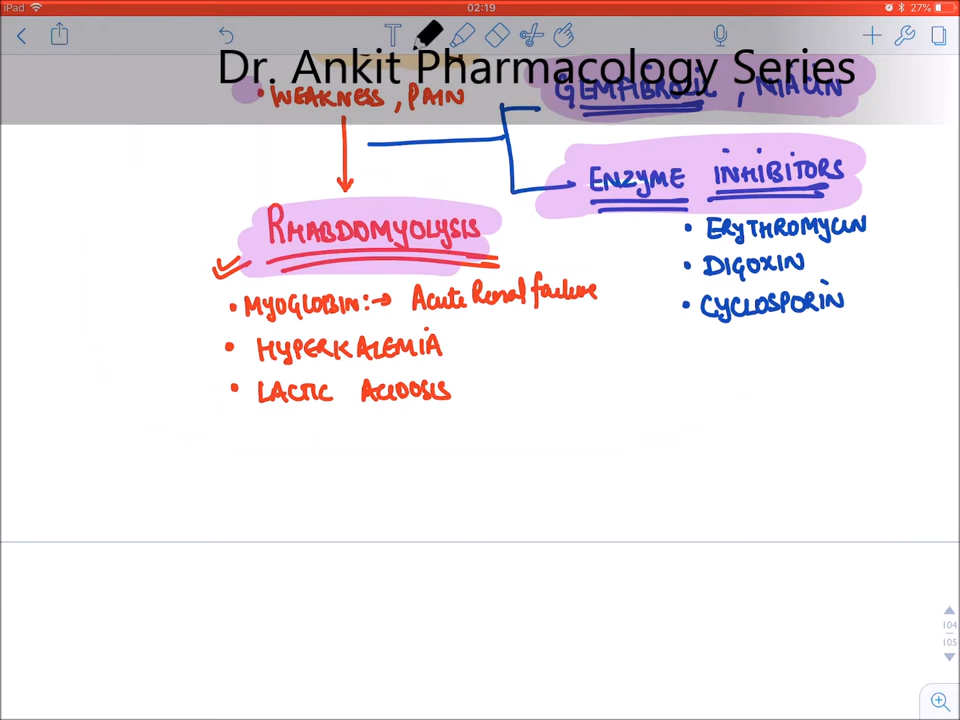 iPad 02:19 27%
Dr. Ankit Pharmacology Series
• WEAKNESS, PAIN
GEMFIBROZIL, NIACIN
ENZYME INHIBITORS
• ERYTHROMYCIN
• DIGOXIN
• CYCLOSPORIN
RHABDOMYOLYSIS
• MYOGLOBIN:→ Acute Renal failure
• HYPERKALEMIA
• LACTIC ACIDOSIS
104
105